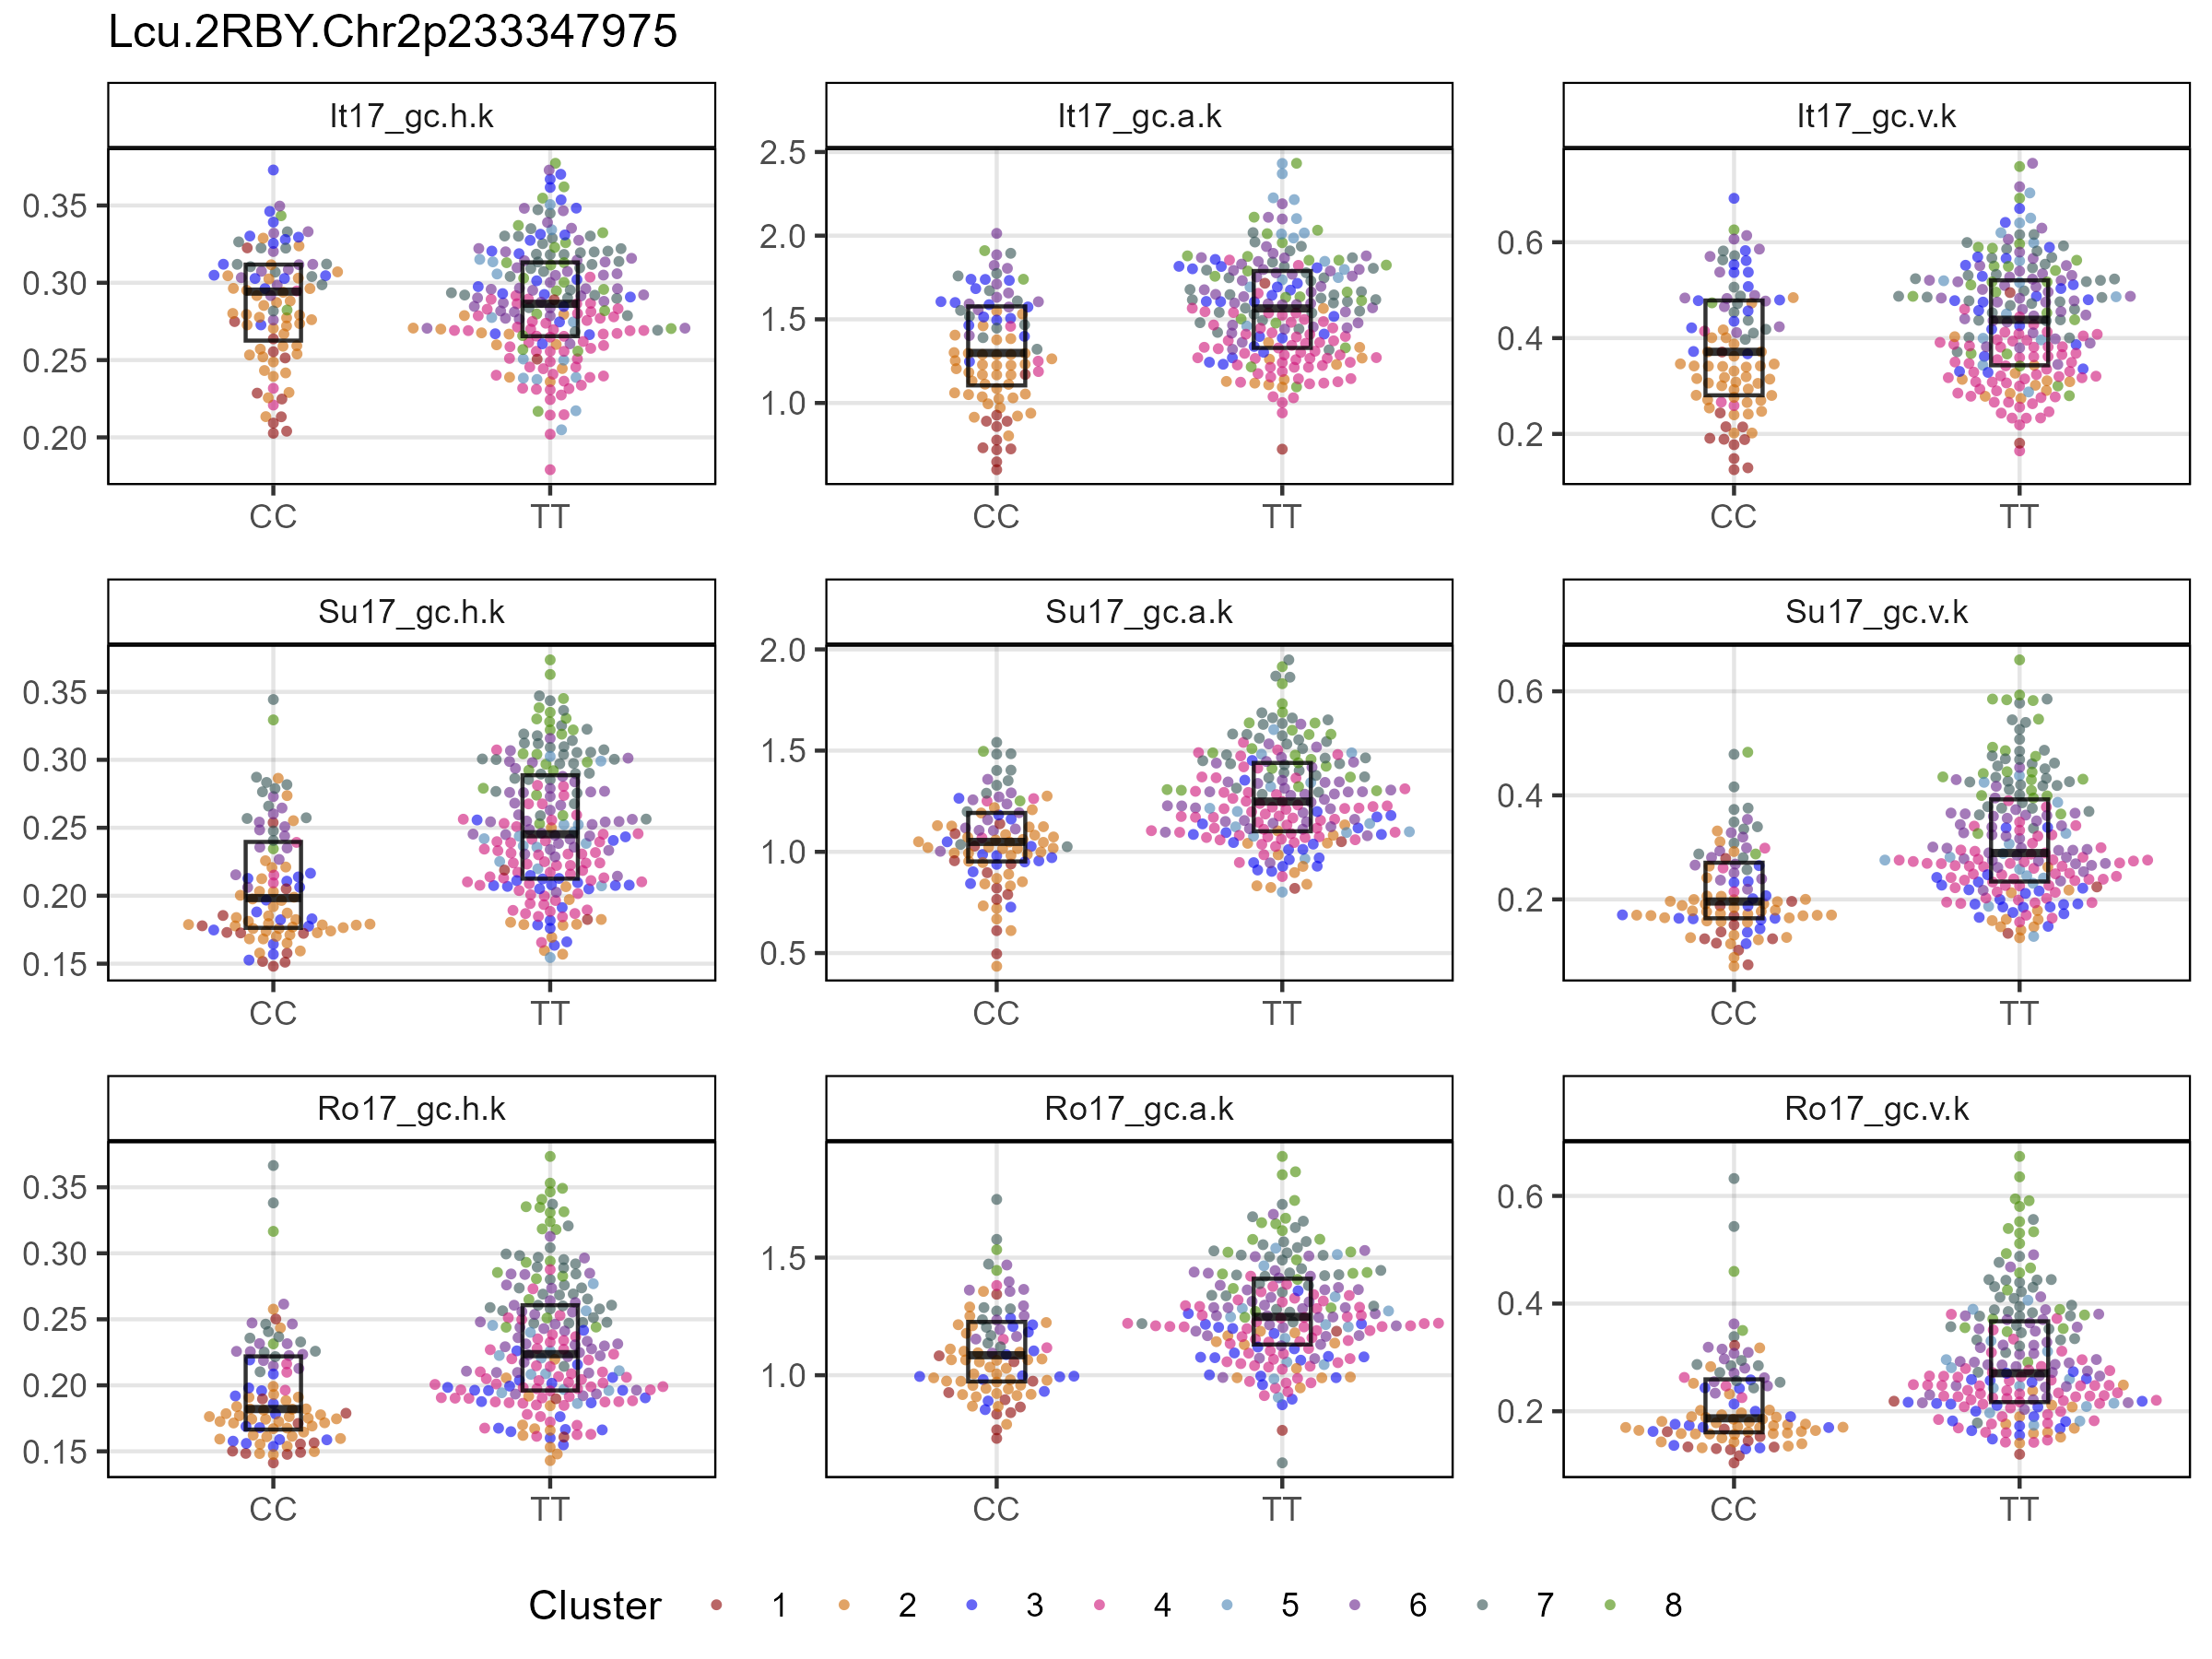 Lcu.2RBY.Chr2p233347975
It17_gc.h.k
It17_gc.a.k
It17_gc.v.k
0.35
0.30
0.25
0.20
2.5
2.0
1.5
1.0
0.6
0.4
0.2
CC
TT
CC
TT
CC
TT
Su17_gc.h.k
Su17_gc.a.k
Su17_gc.v.k
0.35
0.30
0.25
0.20
0.15
2.0
1.5
1.0
0.5
0.6
0.4
0.2
CC
TT
CC
TT
CC
TT
Ro17_gc.h.k
Ro17_gc.a.k
Ro17_gc.v.k
0.35
0.30
0.25
0.20
0.15
1.5
1.0
0.6
0.4
0.2
CC
TT
CC
TT
CC
TT
Cluster 1 2 3 4 5 6 7 8